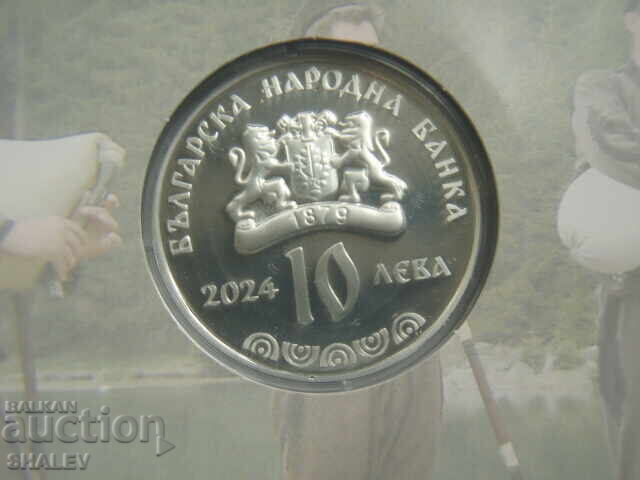 БЪЛГАРСКА НАРОДНА БАНКА
1879
2024 10 ЛЕВА
BALKAN
auction
SHALEV